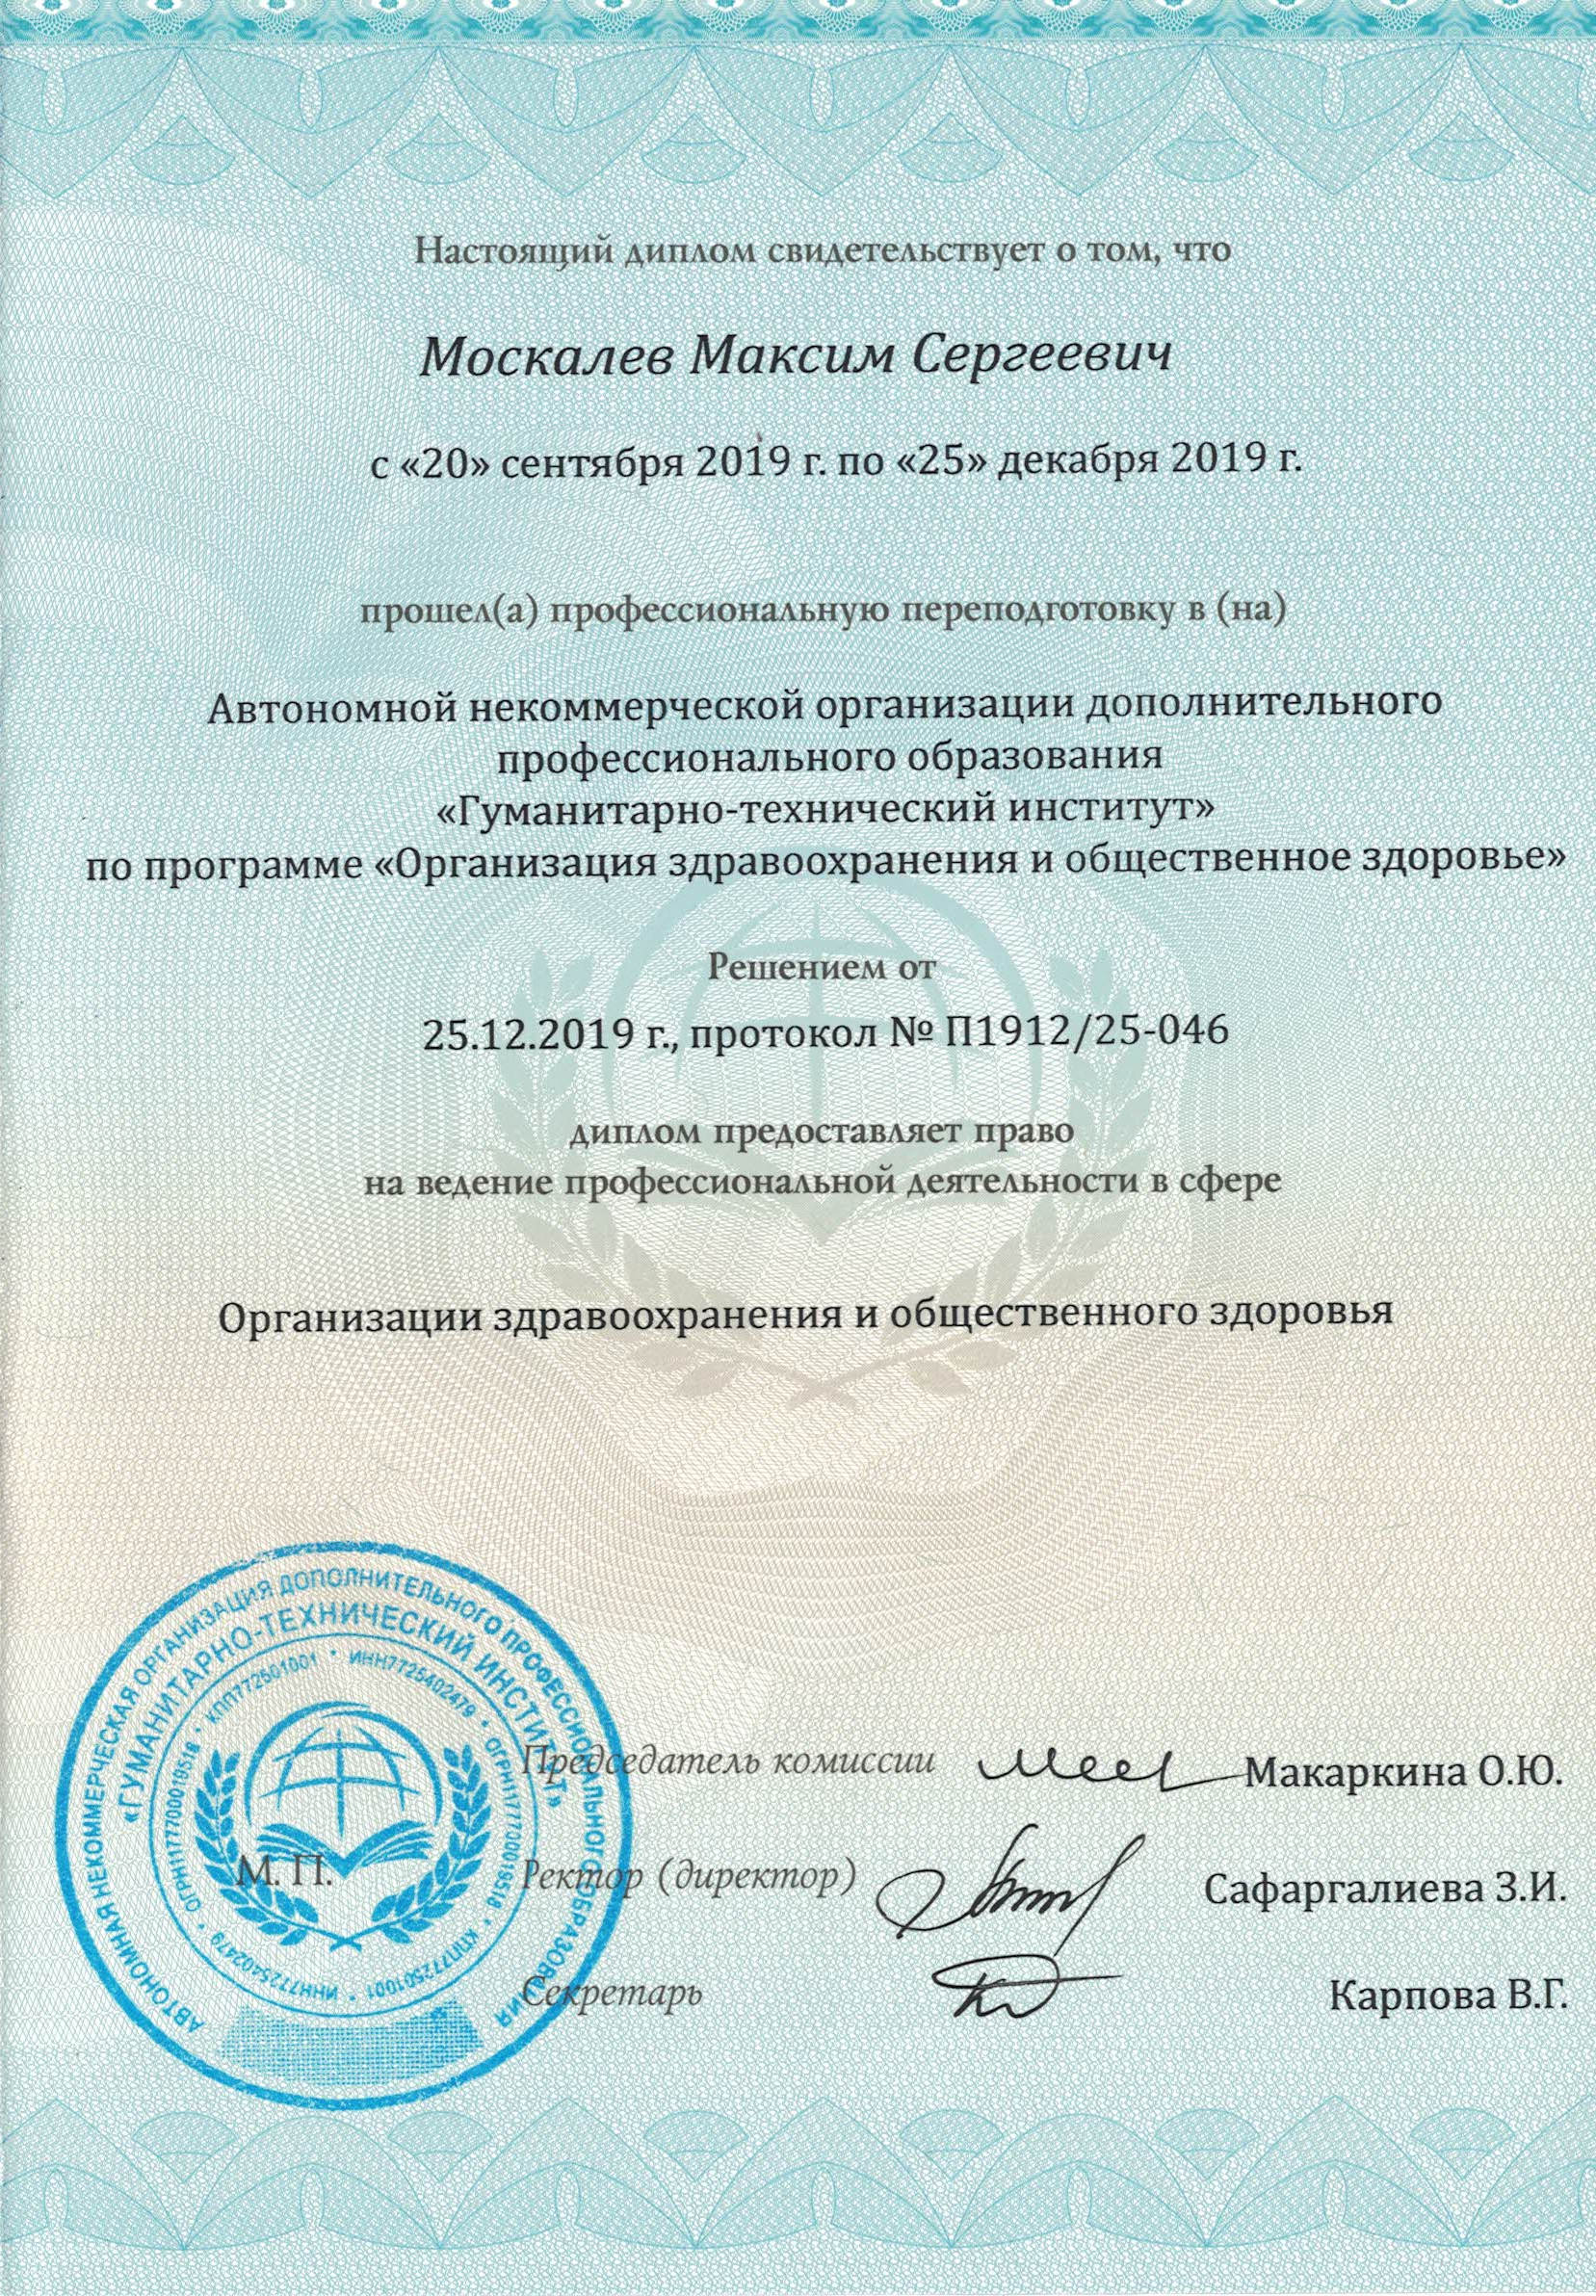 Настоящий диплом свидетельствует о том, что
Москалев Максим Сергеевич
с «20» сентября 2019 г. по «25» декабря 2019 г.
прошел(а) профессиональную переподготовку в (на)
Автономной некоммерческой организации дополнительного
профессионального образования
«Гуманитарно-технический институт»
по программе «Организация здравоохранения и общественное здоровье»
Решением от
25.12.2019 г., протокол № П1912/25-046
диплом предоставляет право
на ведение профессиональной деятельности в сфере
Организации здравоохранения и общественного здоровья
АВТОНОМНАЯ НЕКОММЕРЧЕСКАЯ ОРГАНИЗАЦИЯ ДОПОЛНИТЕЛЬНОГО ПРОФЕССИОНАЛЬНОГО ОБРАЗОВАНИЯ
«ГУМАНИТАРНО-ТЕХНИЧЕСКИЙ ИНСТИТУТ»
ОГРН1177700019518 • КПП772501001 • ИНН7725402479 • ОГРН1177700019518 • КПП772501001 • ИНН7725402479 •
М. П.
Председатель комиссии Макаркина О.Ю.
Ректор (директор) Сафаргалиева З.И.
Секретарь Карпова В.Г.